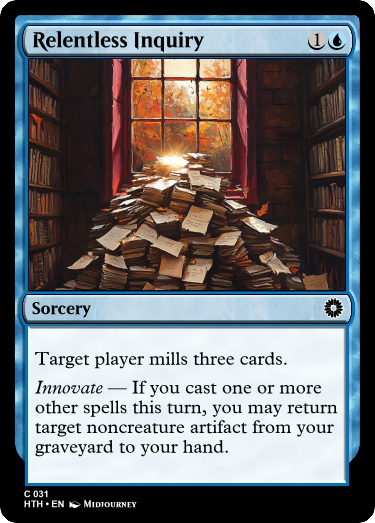 Relentless Inquiry 1
Sorcery
Target player mills three cards.
Innovate — If you cast one or more
other spells this turn, you may return
target noncreature artifact from your
graveyard to your hand.
C 031
HTH • EN Midjourney